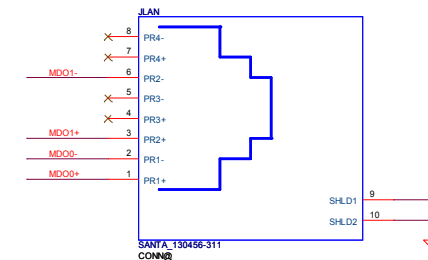 JLAN
8 PR4-
7 PR4+
MDO1- 6 PR2-
5 PR3-
4 PR3+
MDO1+ 3 PR2+
MDO0- 2 PR1-
MDO0+ 1 PR1+
SHLD1 9
SHLD2 10
SANTA_130456-311
CONN@